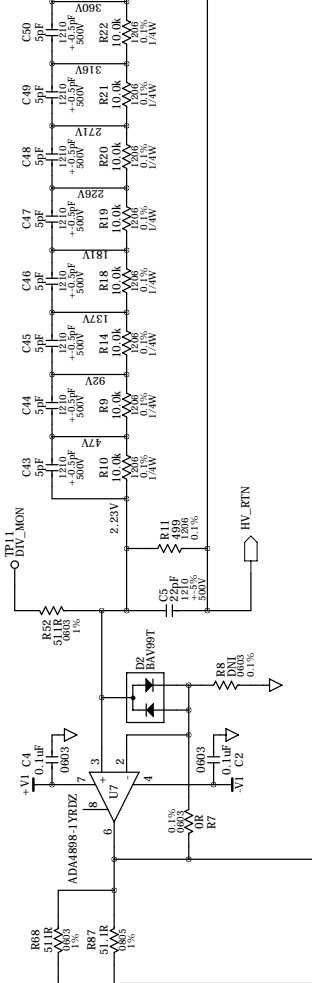 C50
5pF
1210
+-0.5pF
500V
360V
R22
10.0k
1206
0.1%
1/4W
C49
5pF
1210
+-0.5pF
500V
316V
R21
10.0k
1206
0.1%
1/4W
C48
5pF
1210
+-0.5pF
500V
271V
R20
10.0k
1206
0.1%
1/4W
C47
5pF
1210
+-0.5pF
500V
226V
R19
10.0k
1206
0.1%
1/4W
C46
5pF
1210
+-0.5pF
500V
181V
R18
10.0k
1206
0.1%
1/4W
C45
5pF
1210
+-0.5pF
500V
137V
R14
10.0k
1206
0.1%
1/4W
C44
5pF
1210
+-0.5pF
500V
92V
R9
10.0k
1206
0.1%
1/4W
C43
5pF
1210
+-0.5pF
500V
47V
R10
10.0k
1206
0.1%
1/4W
2.23V
TP11
DIV_MON
R11
499
1206
0.1%
HV_RTN
R52
511R
0603
1%
C5
22pF
1210
+-5%
500V
D2
BAV99T
R8
DNI
0603
0.1%
+V1
C4
0.1uF
0603
7
3
+
2
-
8
U7
4
6
ADA4898-1YRDZ
0603
0.1uF
C2
-V1
0.1%
0603
0R
R7
R68
511R
0603
1%
R87
51.1R
0805
1%